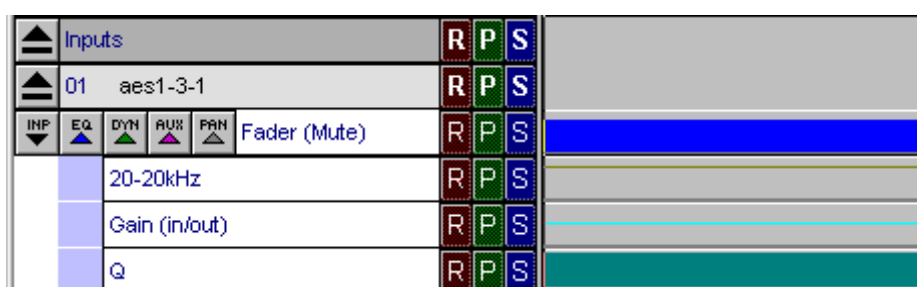 Inputs R P S
01 aes1-3-1 R P S
INP EQ DYN AUX PAN Fader (Mute) R P S
20-20kHz R P S
Gain (in/out) R P S
Q R P S